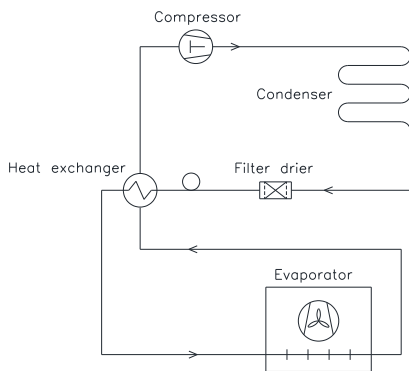 Compressor
Condenser
Heat exchanger
Filter drier
Evaporator